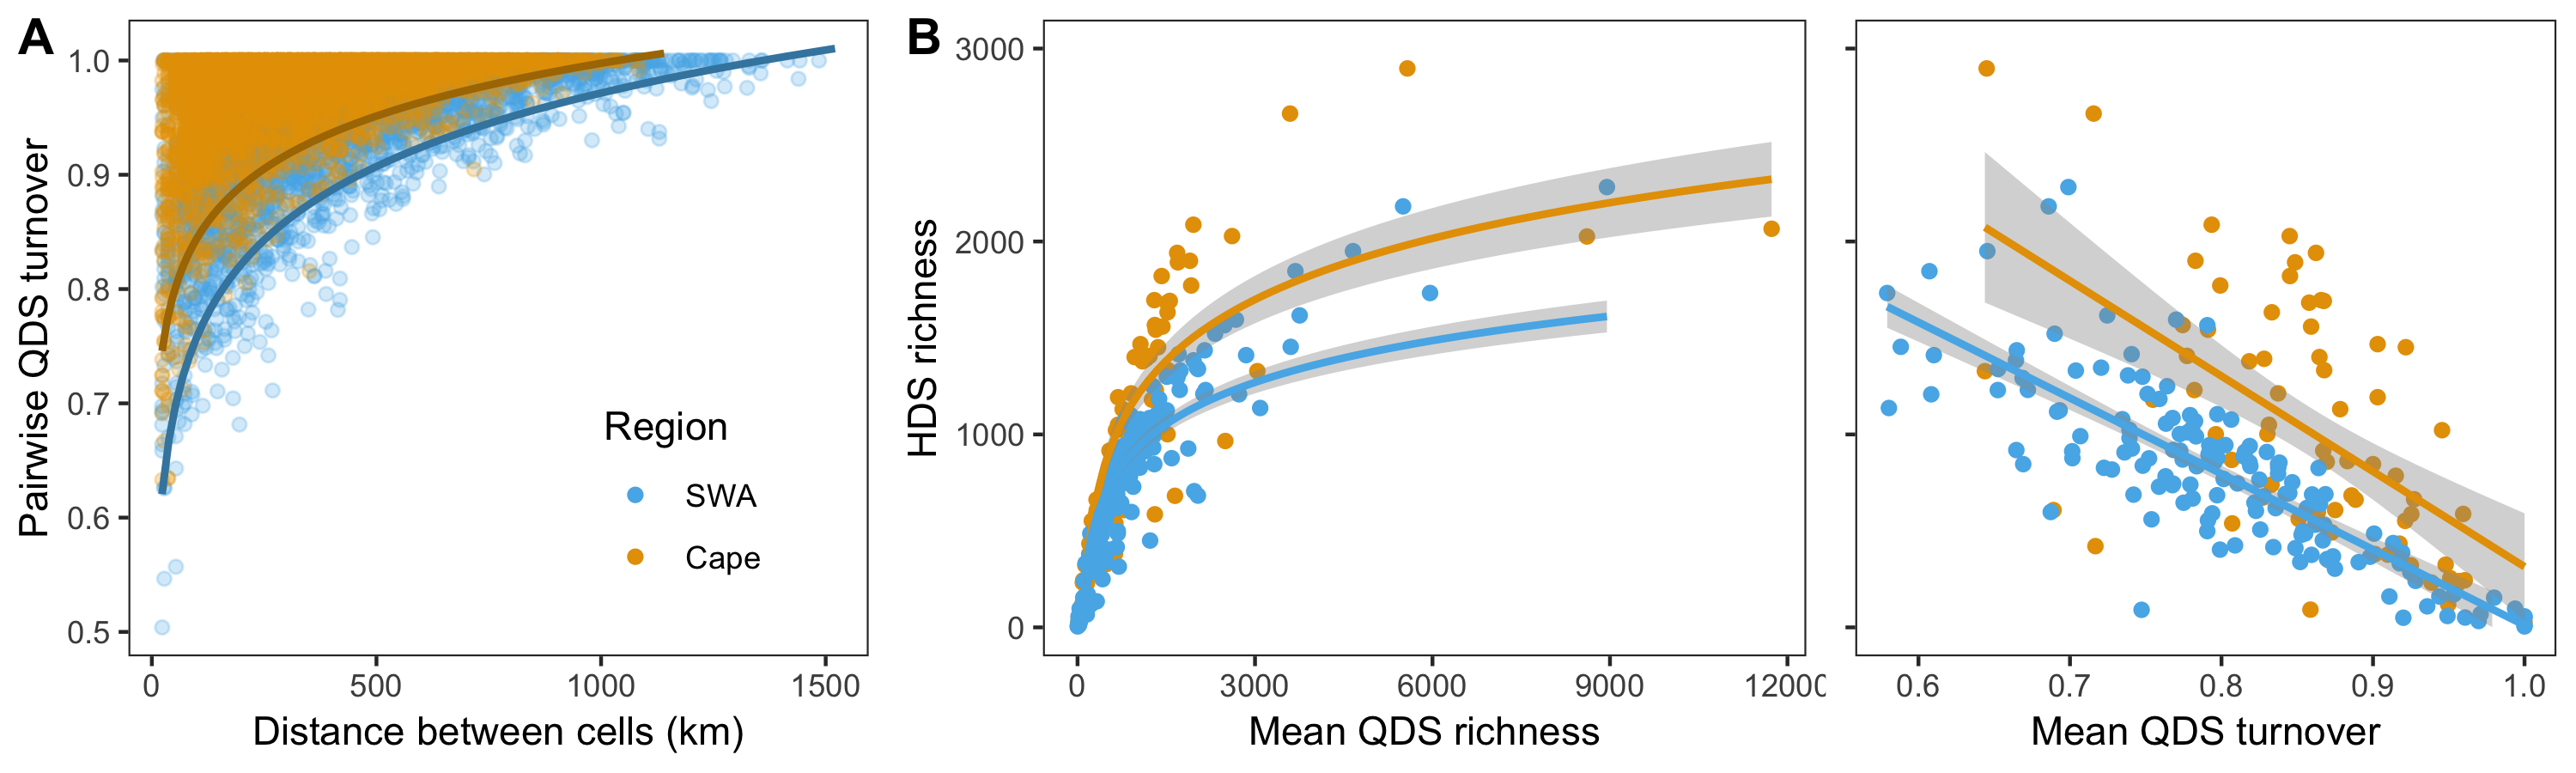 A
Pairwise QDS turnover
1.0
0.9
0.8
0.7
0.6
0.5
0
500
1000
1500
Distance between cells (km)
Region
SWA
Cape
B
HDS richness
3000
2000
1000
0
0
3000
6000
9000
12000
Mean QDS richness
0.6
0.7
0.8
0.9
1.0
Mean QDS turnover